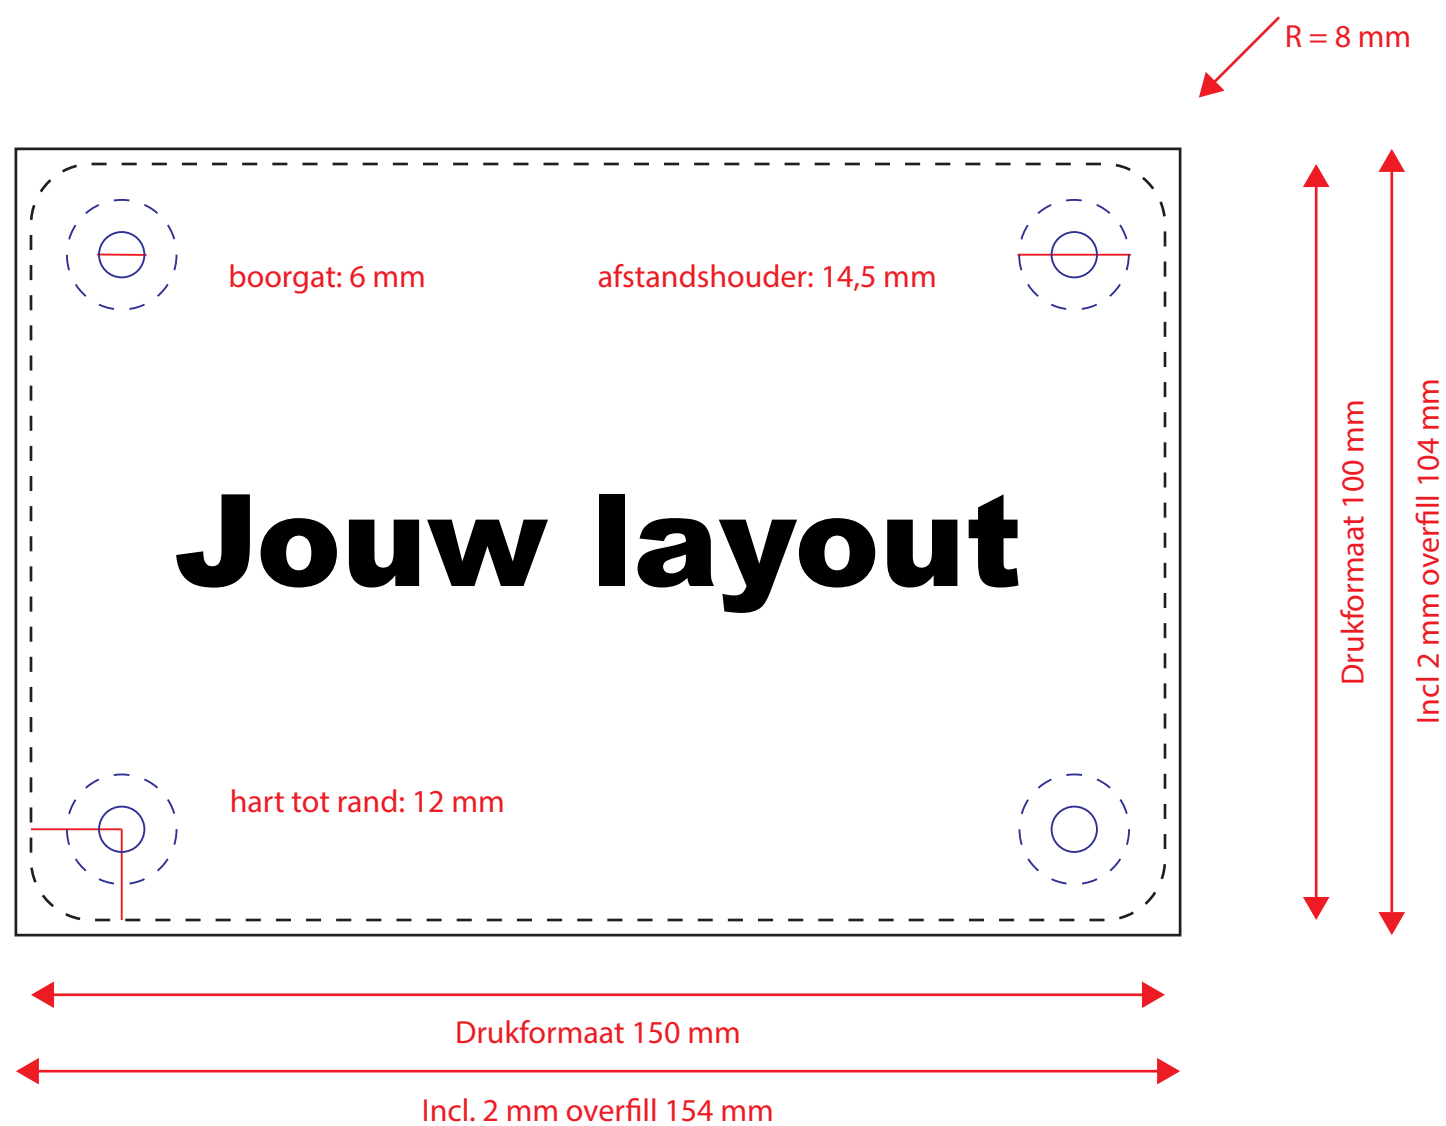 R = 8 mm
boorgat: 6 mm
afstandshouder: 14,5 mm
Jouw layout
hart tot rand: 12 mm
Drukformaat 100 mm
Incl 2 mm overfill 104 mm
Drukformaat 150 mm
Incl. 2 mm overfill 154 mm